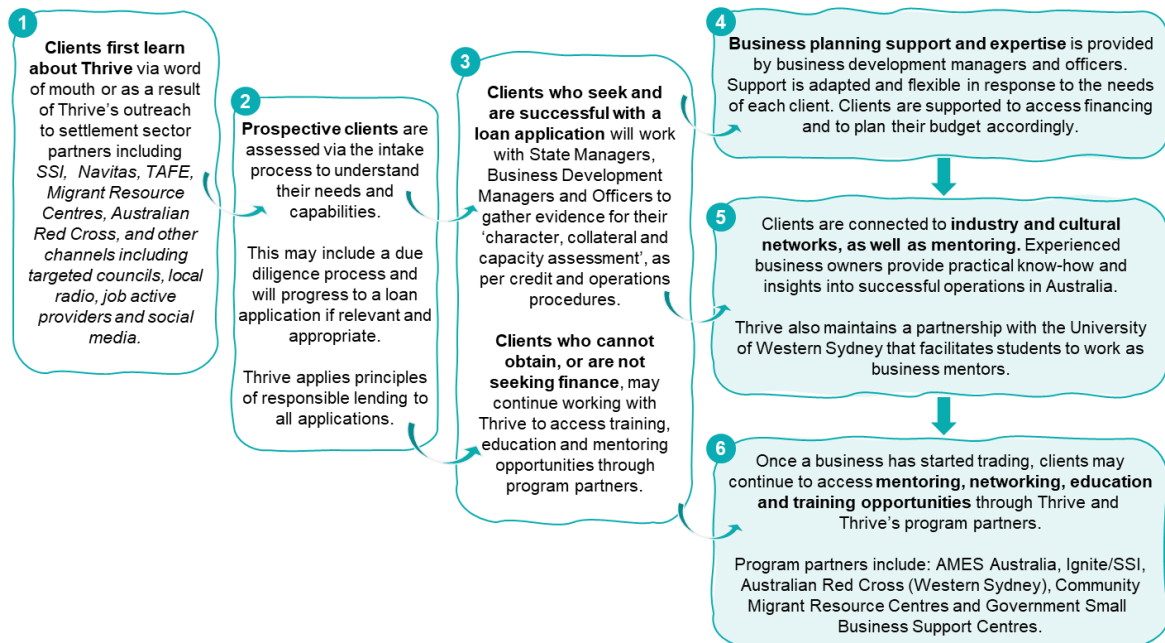 1
Clients first learn
about Thrive via word
of mouth or as a result
of Thrive's outreach
to settlement sector
partners including
SSI, Navitas, TAFE,
Migrant Resource
Centres, Australian
Red Cross, and other
channels including
targeted councils, local
radio, job active
providers and social
media.
2
Prospective clients are
assessed via the intake
process to understand
their needs and
capabilities.
This may include a due
diligence process and
will progress to a loan
application if relevant and
appropriate.
Thrive applies principles
of responsible lending to
all applications.
3
Clients who seek and
are successful with a
loan application will work
with State Managers,
Business Development
Managers and Officers to
gather evidence for their
‘character, collateral and
capacity assessment’, as
per credit and operations
procedures.
Clients who cannot
obtain, or are not
seeking finance, may
continue working with
Thrive to access training,
education and mentoring
opportunities through
program partners.
4
Business planning support and expertise is provided
by business development managers and officers.
Support is adapted and flexible in response to the needs
of each client. Clients are supported to access financing
and to plan their budget accordingly.
5
Clients are connected to industry and cultural
networks, as well as mentoring. Experienced
business owners provide practical know-how and
insights into successful operations in Australia.
Thrive also maintains a partnership with the University
of Western Sydney that facilitates students to work as
business mentors.
6
Once a business has started trading, clients may
continue to access mentoring, networking, education
and training opportunities through Thrive and
Thrive's program partners.
Program partners include: AMES Australia, Ignite/SSI,
Australian Red Cross (Western Sydney), Community
Migrant Resource Centres and Government Small
Business Support Centres.